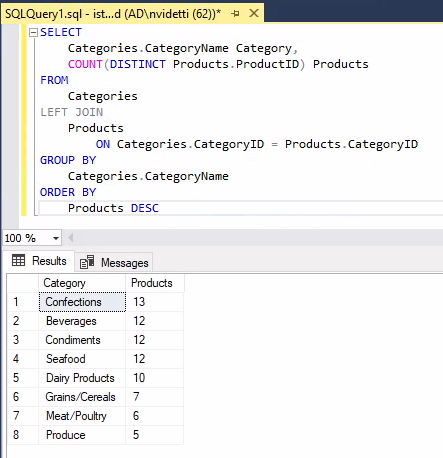 SQLQuery1.sql - ist...d (AD\nvidetti (62))*
SELECT
Categories.CategoryName Category,
COUNT(DISTINCT Products.ProductID) Products
FROM
Categories
LEFT JOIN
Products
ON Categories.CategoryID = Products.CategoryID
GROUP BY
Categories.CategoryName
ORDER BY
Products DESC
100 %
Results Messages
Category Products
1 Confections 13
2 Beverages 12
3 Condiments 12
4 Seafood 12
5 Dairy Products 10
6 Grains/Cereals 7
7 Meat/Poultry 6
8 Produce 5